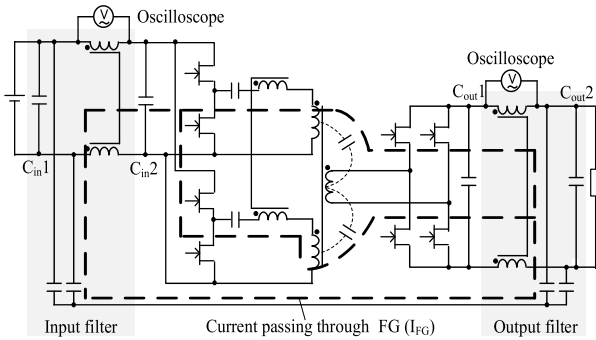 Oscilloscope
V
Oscilloscope
V
Cin1
Cin2
Cout1
Cout2
Input filter
Current passing through FG (IFG)
Output filter